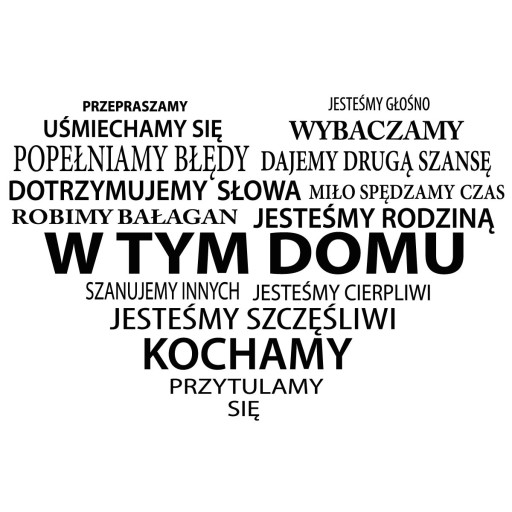 PRZEPRASZAMY JESTEŚMY GŁOŚNO
UŚMIECHAMY SIĘ WYBACZAMY
POPEŁNIAMY BŁĘDY DAJEMY DRUGĄ SZANSĘ
DOTRZYMUJEMY SŁOWA MIŁO SPĘDZAMY CZAS
ROBIMY BAŁAGAN JESTEŚMY RODZINĄ
W TYM DOMU
SZANUJEMY INNYCH JESTEŚMY CIERPLIWI
JESTEŚMY SZCZĘŚLIWI
KOCHAMY
PRZYTULAMY
SIĘ